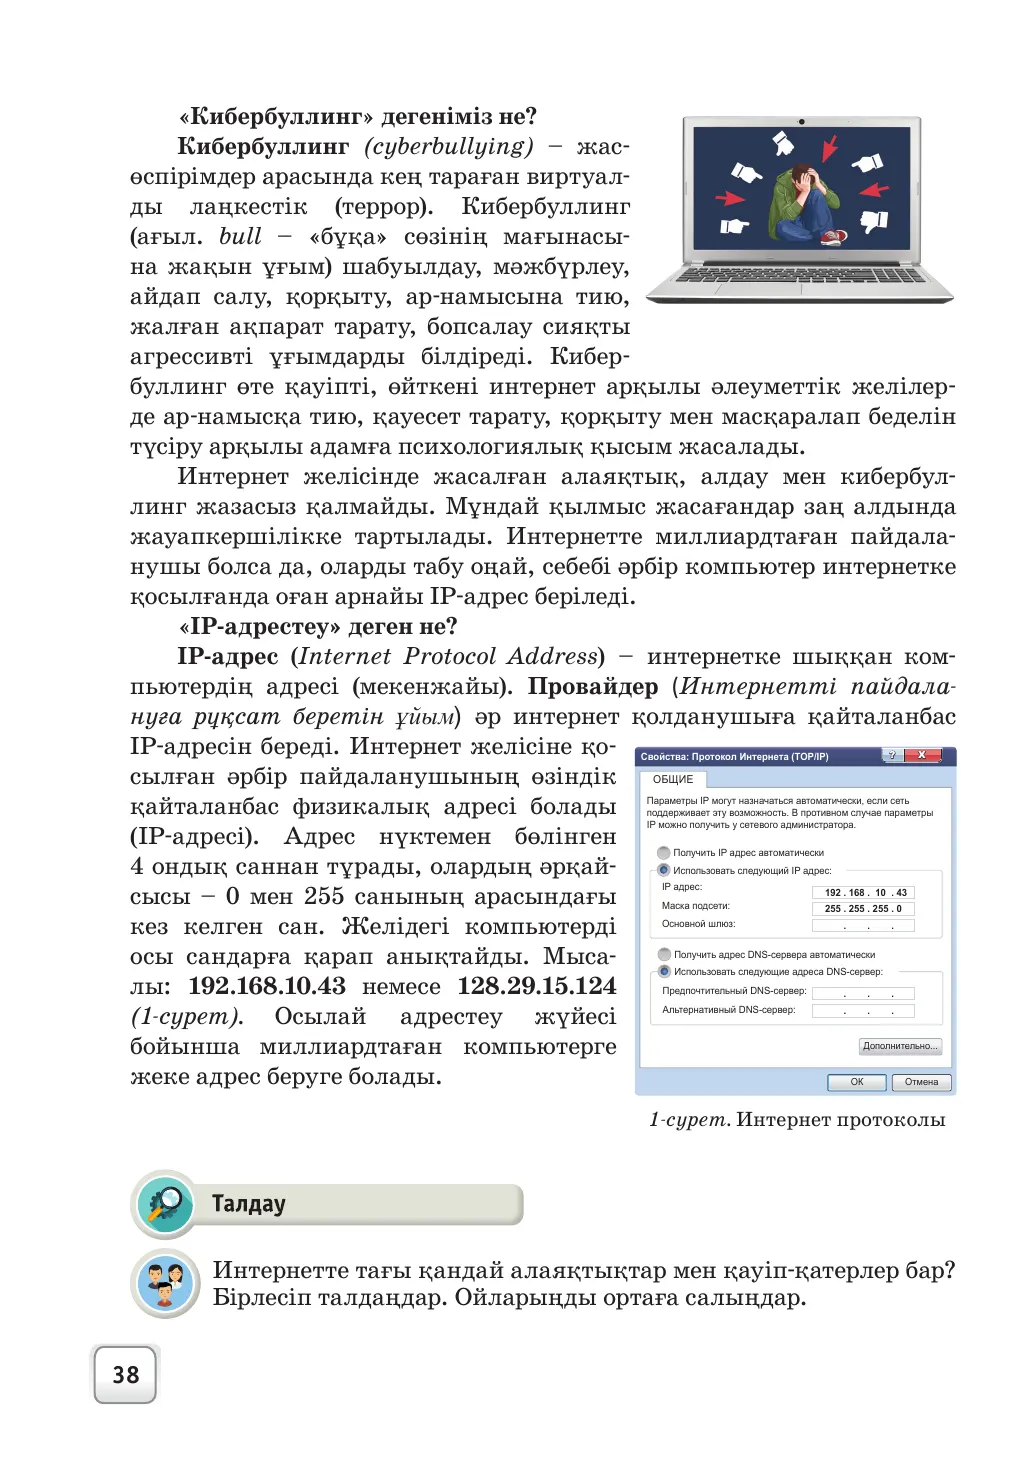 «Кибербуллинг» дегеніміз не?
Кибербуллинг (cyberbullying) – жас-
өспірімдер арасында кең тараған виртуал-
ды лаңкестік (террор). Кибербуллинг
(ағыл. bull – «бұқа» сөзінің мағынасы-
на жақын ұғым) шабуылдау, мәжбүрлеу,
айдап салу, қорқыту, ар-намысына тию,
жалған ақпарат тарату, бопсалау сияқты
агрессивті ұғымдарды білдіреді. Кибер-
буллинг өте қауіпті, өйткені интернет арқылы әлеуметтік желілер-
де ар-намысқа тию, қауесет тарату, қорқыту мен масқаралап беделін
түсіру арқылы адамға психологиялық қысым жасалады.
Интернет желісінде жасалған алаяқтық, алдау мен кибербул-
линг жазасыз қалмайды. Мұндай қылмыс жасағандар заң алдында
жауапкершілікке тартылады. Интернетте миллиардтаған пайдала-
нушы болса да, оларды табу оңай, себебі әрбір компьютер интернетке
қосылғанда оған арнайы IP-адрес беріледі.
«IP-адрестеу» деген не?
IP-адрес (Internet Protocol Address) – интернетке шыққан ком-
пьютердің адресі (мекенжайы). Провайдер (Интернетті пайдала-
нуға рұқсат беретін ұйым) әр интернет қолданушыға қайталанбас
IP-адресін береді. Интернет желісіне қо-
сылған әрбір пайдаланушының өзіндік
қайталанбас физикалық адресі болады
(IP-адресі). Адрес нүктемен бөлінген
4 ондық саннан тұрады, олардың әрқай-
сысы – 0 мен 255 санының арасындағы
кез келген сан. Желідегі компьютерді
осы сандарға қарап анықтайды. Мыса-
лы: 192.168.10.43 немесе 128.29.15.124
(1-сурет). Осылай адрестеу жүйесі
бойынша миллиардтаған компьютерге
жеке адрес беруге болады.
Свойства: Протокол Интернета (TOP/IP)
? X
ОБЩИЕ
Параметры IP могут назначаться автоматически, если сеть
поддерживает эту возможность. В противном случае параметры
IP можно получить у сетевого администратора.
Получить IP адрес автоматически
Использовать следующий IP адрес:
IP адрес: 192 . 168 . 10 . 43
Маска подсети: 255 . 255 . 255 . 0
Основной шлюз: . . .
Получить адрес DNS-сервера автоматически
Использовать следующие адреса DNS-сервер:
Предпочтительный DNS-сервер: . . .
Альтернативный DNS-сервер: . . .
Дополнительно...
ОК Отмена
1-сурет. Интернет протоколы
Талдау
Интернетте тағы қандай алаяқтықтар мен қауіп-қатерлер бар?
Бірлесіп талдаңдар. Ойларыңды ортаға салыңдар.
38